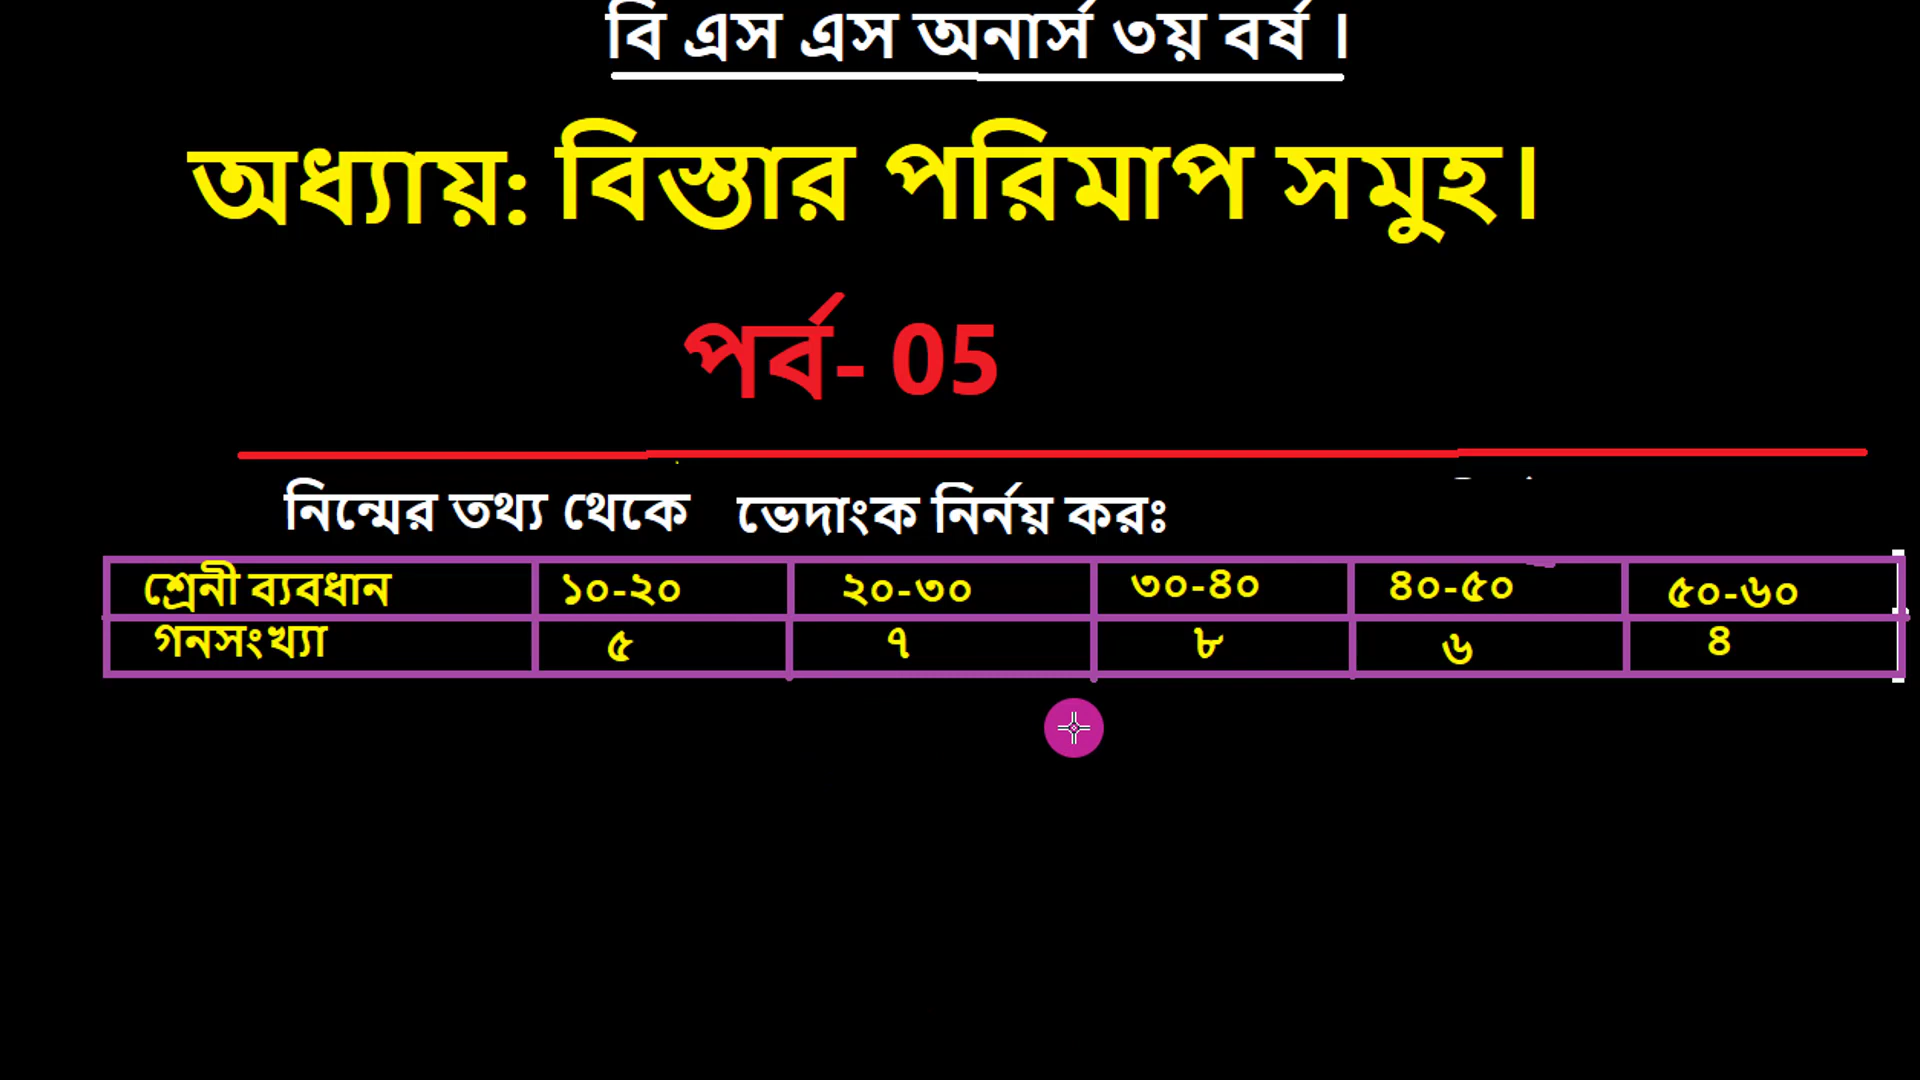 বি এস এস অনার্স ৩য় বর্ষ ।
অধ্যায়: বিস্তার পরিমাপ সমুহ।
পর্ব- 05
নিন্মের তথ্য থেকে ভেদাংক নির্নয় করঃ
শ্রেনী ব্যবধান ১০-২০ ২০-৩০ ৩০-৪০ ৪০-৫০ ৫০-৬০
গনসংখ্যা ৫ ৭ ৮ ৬ ৪